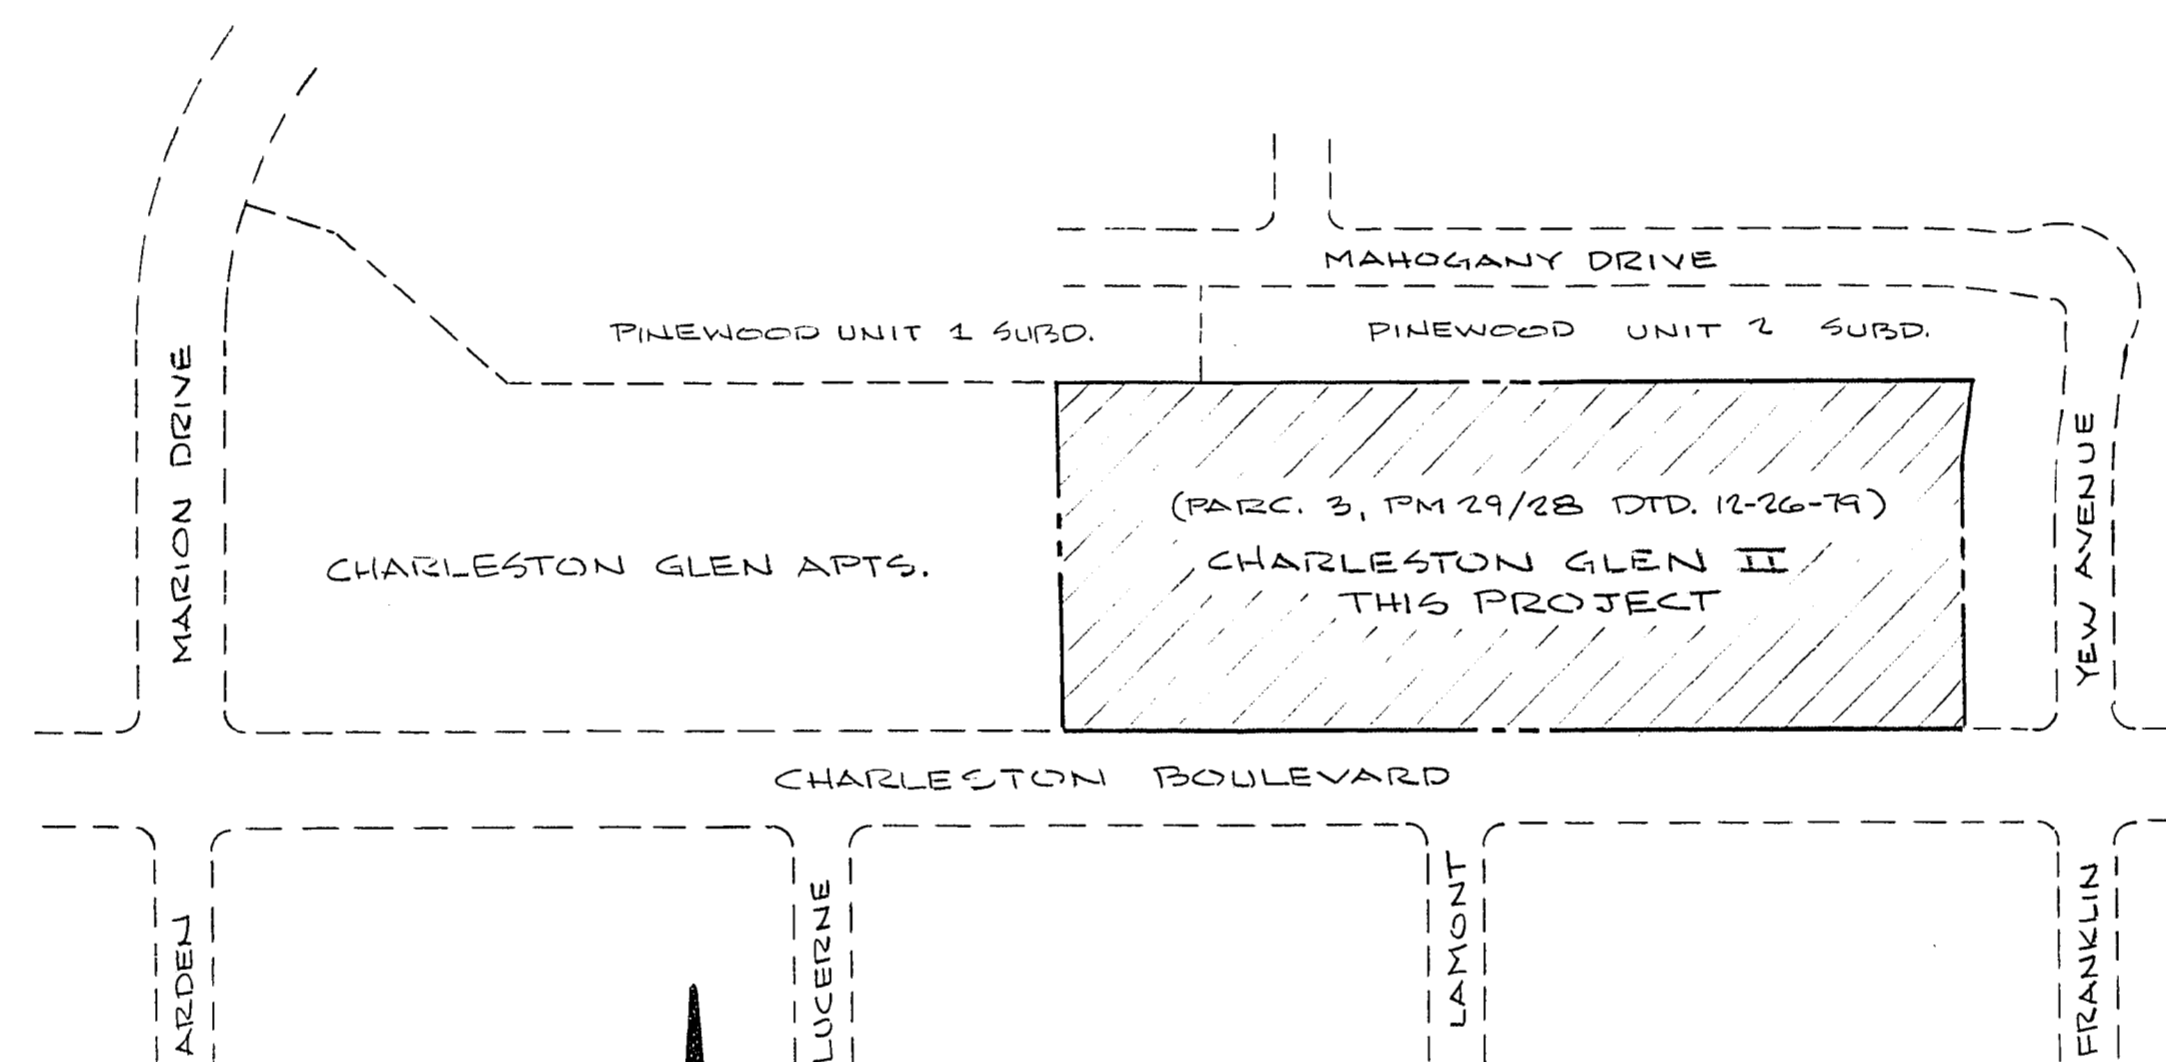 MAHOGANY DRIVE
PINEWOOD UNIT 1 SUBD.
PINEWOOD UNIT 2 SUBD.
MARION DRIVE
YEW AVENUE
(PARC. 3, PM 29/28 DTD. 12-26-79)
CHARLESTON GLEN APTS.
CHARLESTON GLEN II
THIS PROJECT
CHARLESTON BOULEVARD
ARDEN
LUCERNE
LAMONT
FRANKLIN